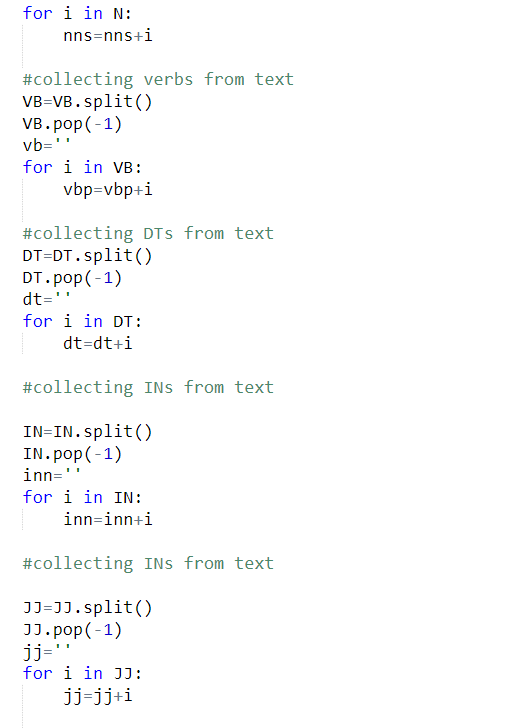 for i in N:
    nns=nns+i
#collecting verbs from text
VB=VB.split()
VB.pop(-1)
vb=''
for i in VB:
    vbp=vbp+i
#collecting DTs from text
DT=DT.split()
DT.pop(-1)
dt=''
for i in DT:
    dt=dt+i
#collecting INs from text
IN=IN.split()
IN.pop(-1)
inn=''
for i in IN:
    inn=inn+i
#collecting INs from text
JJ=JJ.split()
JJ.pop(-1)
jj=''
for i in JJ:
    jj=jj+i